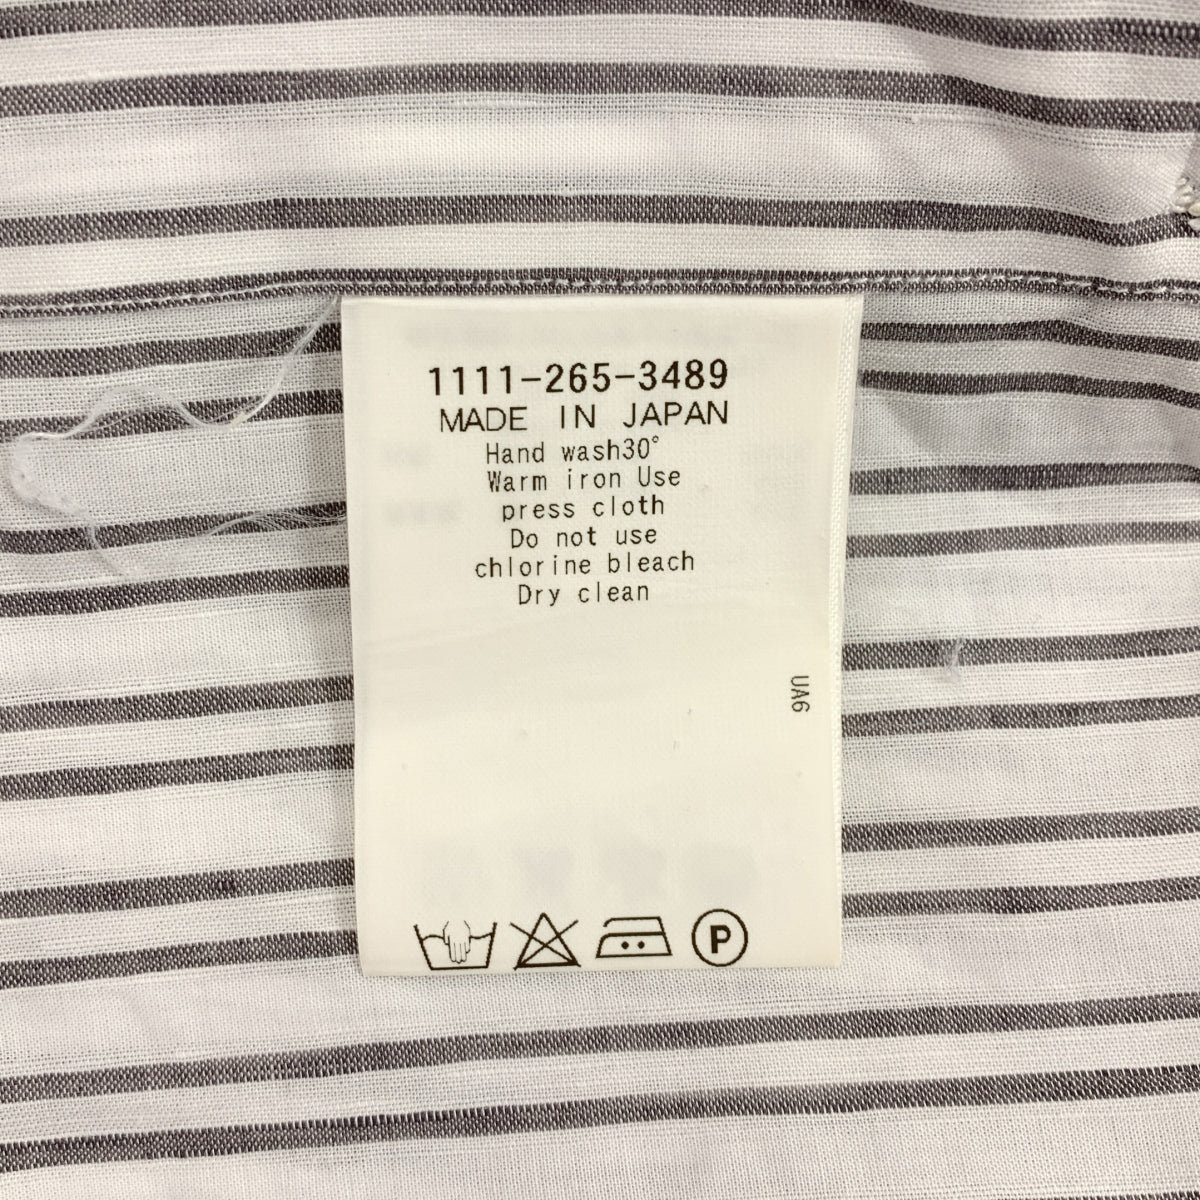 1111-265-3489
MADE IN JAPAN
Hand wash30°
Warm iron Use
press cloth
Do not use
chlorine bleach
Dry clean
UA6
P